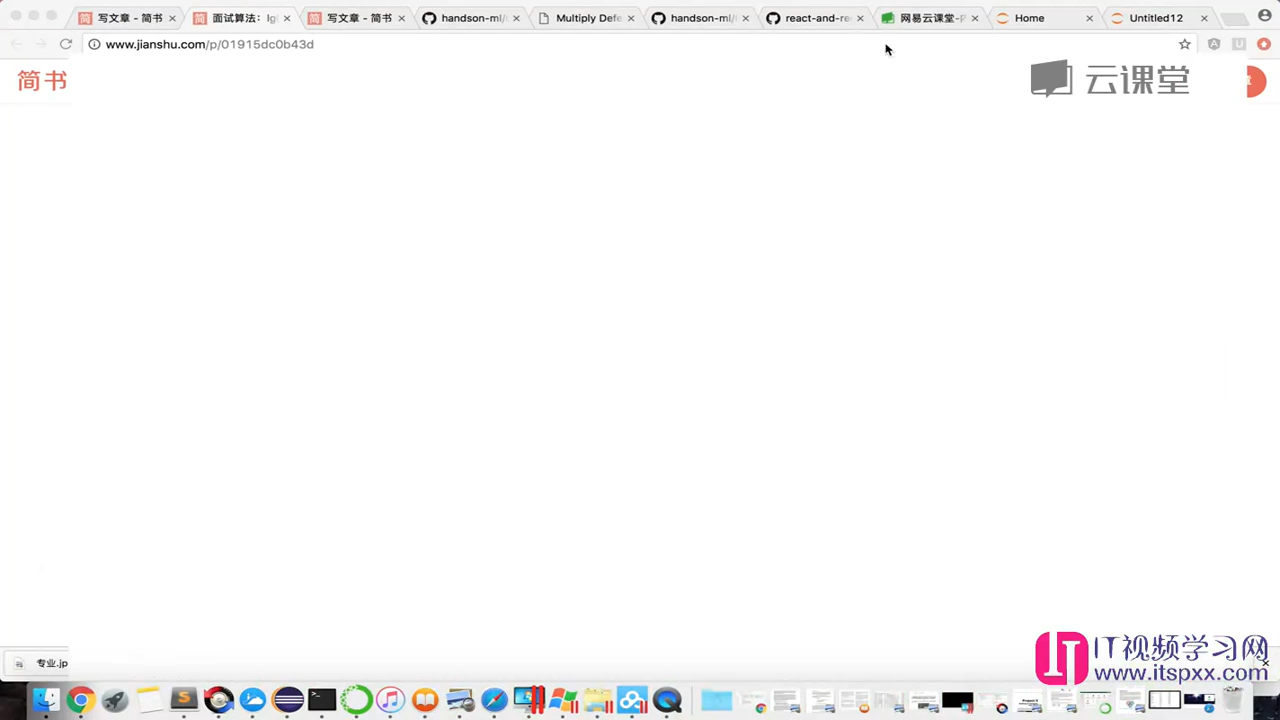 写文章 - 简书
面试算法: lg
写文章 - 简书
handson-ml/
Multiply Defe
handson-ml/
react-and-re
网易云课堂-
Home
Untitled12
www.jianshu.com/p/01915dc0b43d
简书
云课堂
专业.jp
IT视频学习网
www.itspxx.com